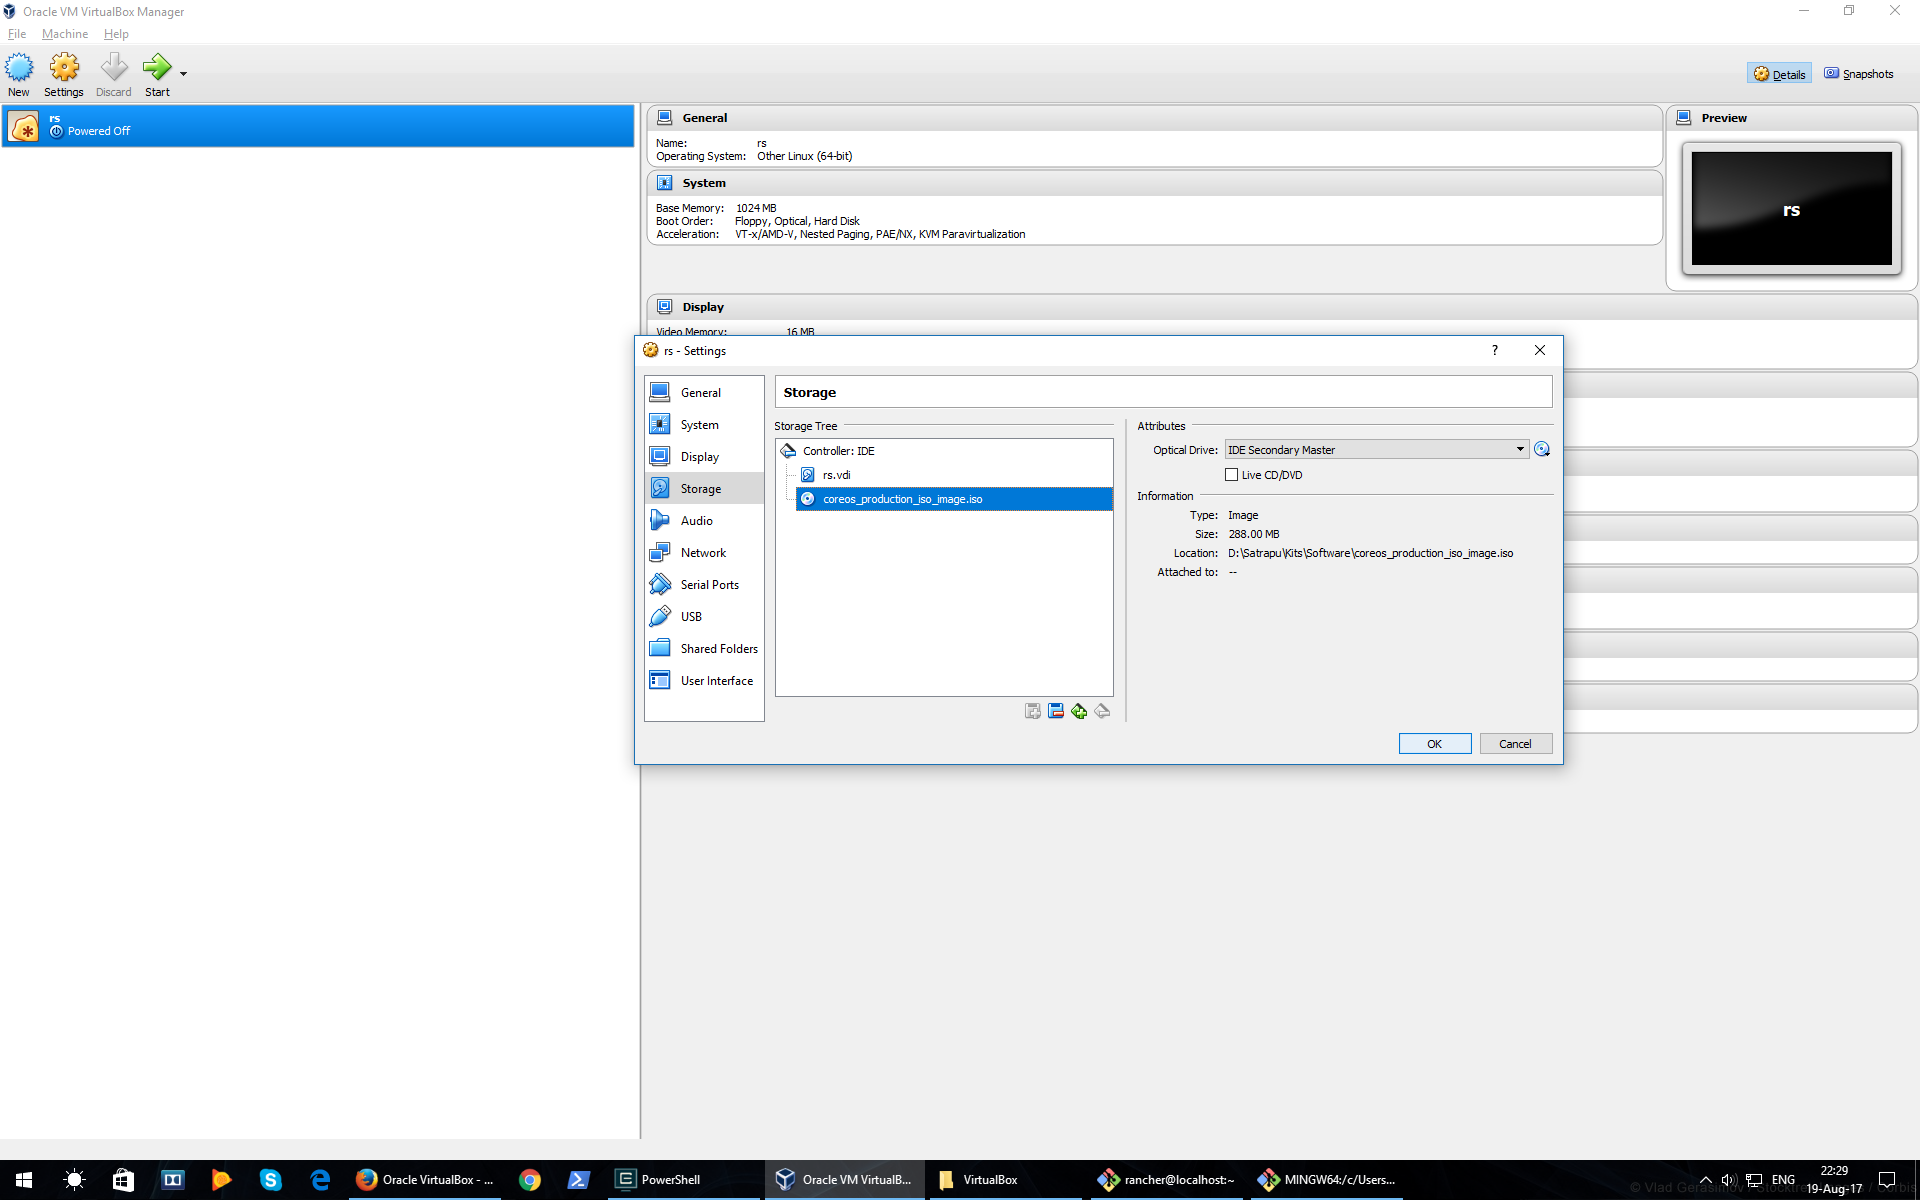 Oracle VM VirtualBox Manager
File Machine Help
New Settings Discard Start
Details Snapshots
rs
Powered Off
General
Name: rs
Operating System: Other Linux (64-bit)
System
Base Memory: 1024 MB
Boot Order: Floppy, Optical, Hard Disk
Acceleration: VT-x/AMD-V, Nested Paging, PAE/NX, KVM Paravirtualization
Preview
rs
Display
Video Memory: 16 MB
rs - Settings
?
General
System
Display
Storage
Audio
Network
Serial Ports
USB
Shared Folders
User Interface
Storage
Storage Tree
Controller: IDE
rs.vdi
coreos_production_iso_image.iso
Attributes
Optical Drive: IDE Secondary Master
Live CD/DVD
Information
Type: Image
Size: 288.00 MB
Location: D:\Satrapu\Kits\Software\coreos_production_iso_image.iso
Attached to: --
OK Cancel
Oracle VirtualBox - ...
PowerShell
Oracle VM VirtualB...
VirtualBox
rancher@localhost:~
MINGW64:/c/Users...
ENG
22:29
19-Aug-17